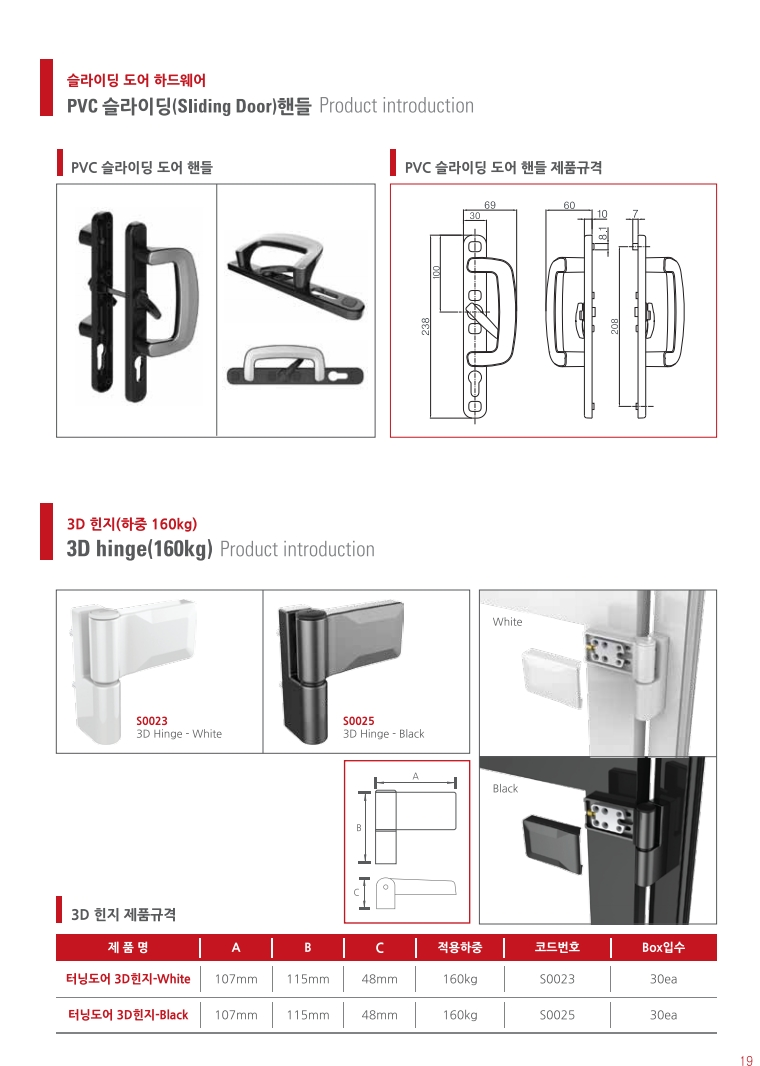 슬라이딩 도어 하드웨어
PVC 슬라이딩(Sliding Door)핸들 Product introduction
PVC 슬라이딩 도어 핸들
PVC 슬라이딩 도어 핸들 제품규격
69
30
60
10
7
8.1
100
238
208
3D 힌지(하중 160kg)
3D hinge(160kg) Product introduction
S0023
3D Hinge - White
S0025
3D Hinge - Black
White
Black
A
B
C
3D 힌지 제품규격
제 품 명 A B C 적용하중 코드번호 Box입수
터닝도어 3D힌지-White 107mm 115mm 48mm 160kg S0023 30ea
터닝도어 3D힌지-Black 107mm 115mm 48mm 160kg S0025 30ea
19